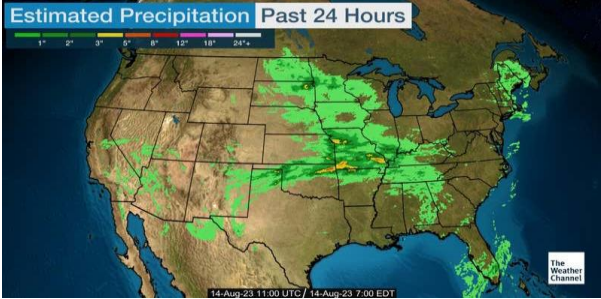 Estimated Precipitation Past 24 Hours
1" 2" 3" 5" 8" 12" 18" 24"+
The
Weather
Channel
14-Aug-23 11:00 UTC / 14-Aug-23 7:00 EDT